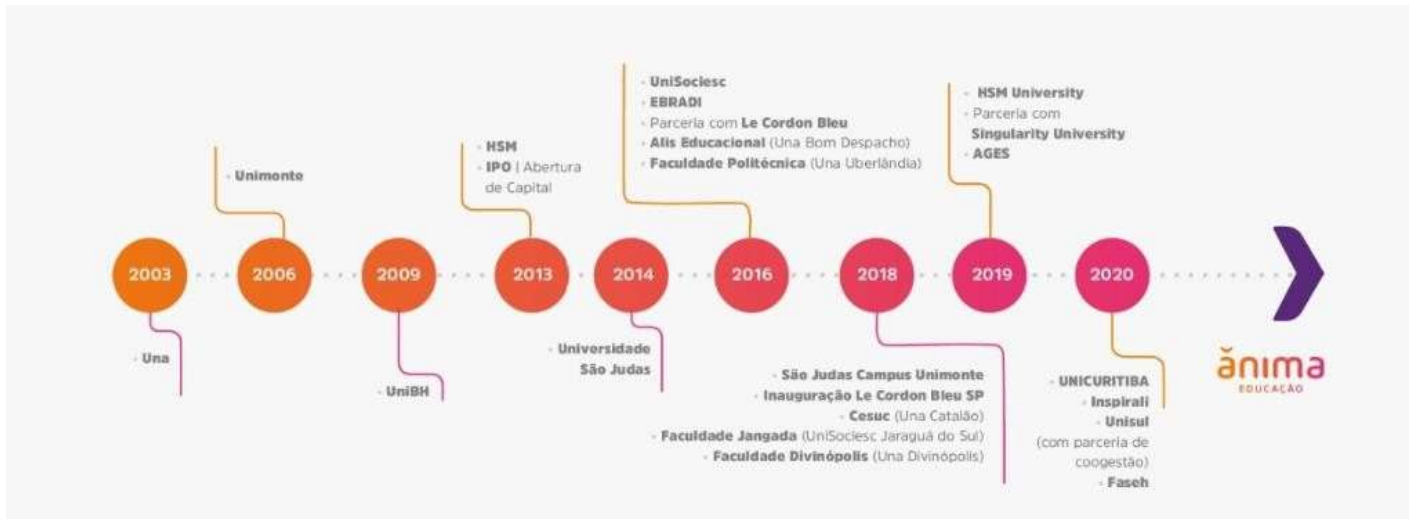 - UniSociesc
- EBRADI
- Parceria com Le Cordon Bleu
- Alis Educacional (Una Bom Despacho)
- Faculdade Politécnica (Una Uberlândia)
- HSM University
- Parceria com
Singularity University
- AGES
- HSM
- IPO | Abertura
de Capital
- Unimonte
2003
2006
2009
2013
2014
2016
2018
2019
2020
- Una
- UniBH
- Universidade
São Judas
- São Judas Campus Unimonte
- Inauguração Le Cordon Bleu SP
- Cesuc (Una Catalão)
- Faculdade Jangada (UniSociesc Jaraguá do Sul)
- Faculdade Divinópolis (Una Divinópolis)
- UNICURITIBA
- Inspirali
- Unisul
(com parceria de
coogestão)
- Faseh
ănima
EDUCAÇÃO